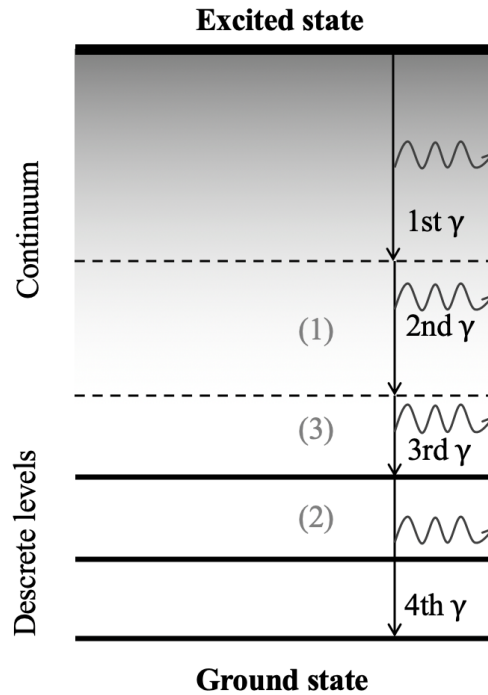 Excited state
Continuum
1st γ
(1)
2nd γ
(3)
3rd γ
Descrete levels
(2)
4th γ
Ground state